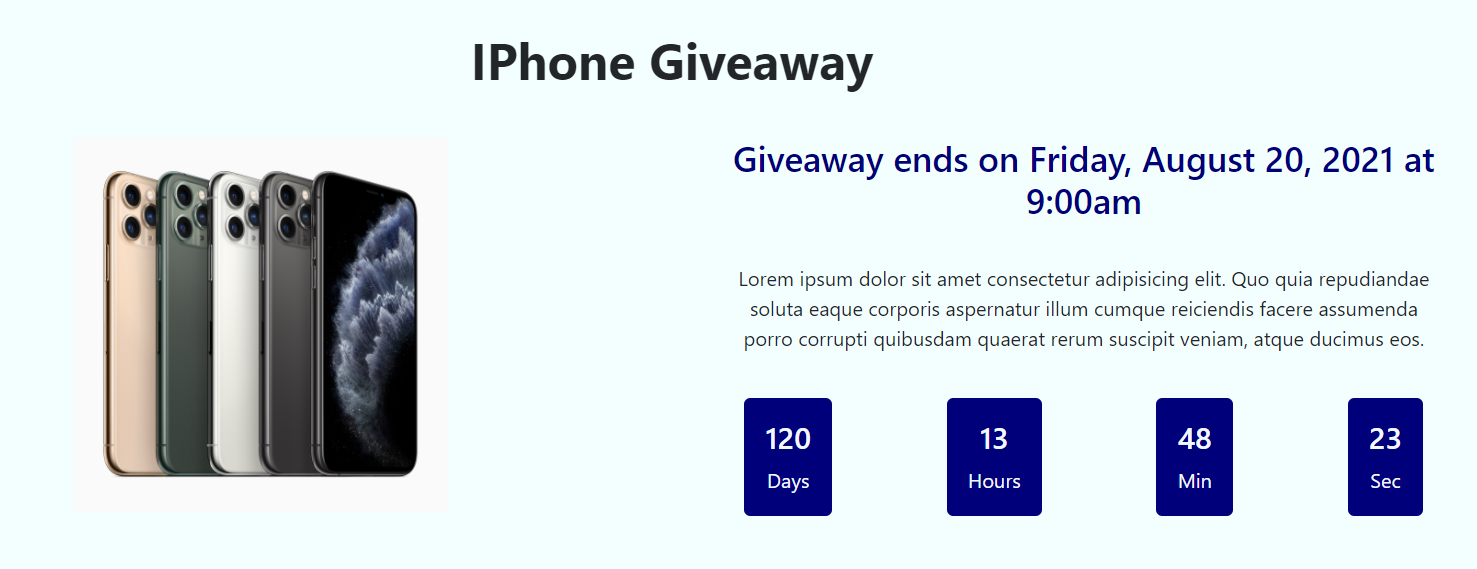 IPhone Giveaway
Giveaway ends on Friday, August 20, 2021 at
9:00am
Lorem ipsum dolor sit amet consectetur adipisicing elit. Quo quia repudiandae
soluta eaque corporis aspernatur illum cumque reiciendis facere assumenda
porro corrupti quibusdam quaerat rerum suscipit veniam, atque ducimus eos.
120 13 48 23
Days Hours Min Sec